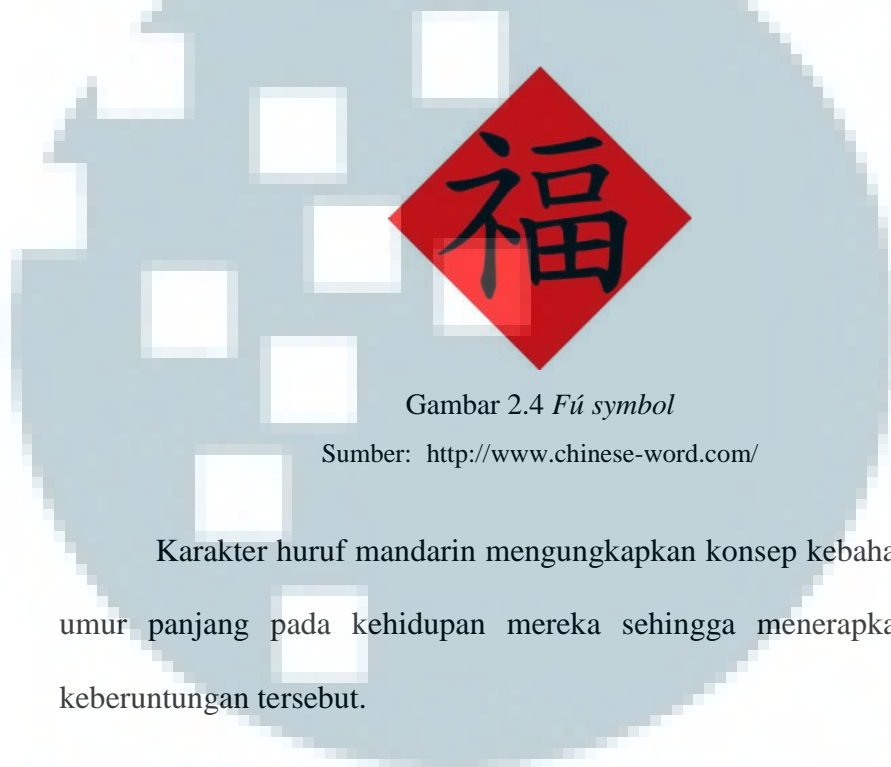 福
Gambar 2.4 Fú symbol
Sumber: http://www.chinese-word.com/
Karakter huruf mandarin mengungkapkan konsep kebaha
umur panjang pada kehidupan mereka sehingga menerapka
keberuntungan tersebut.